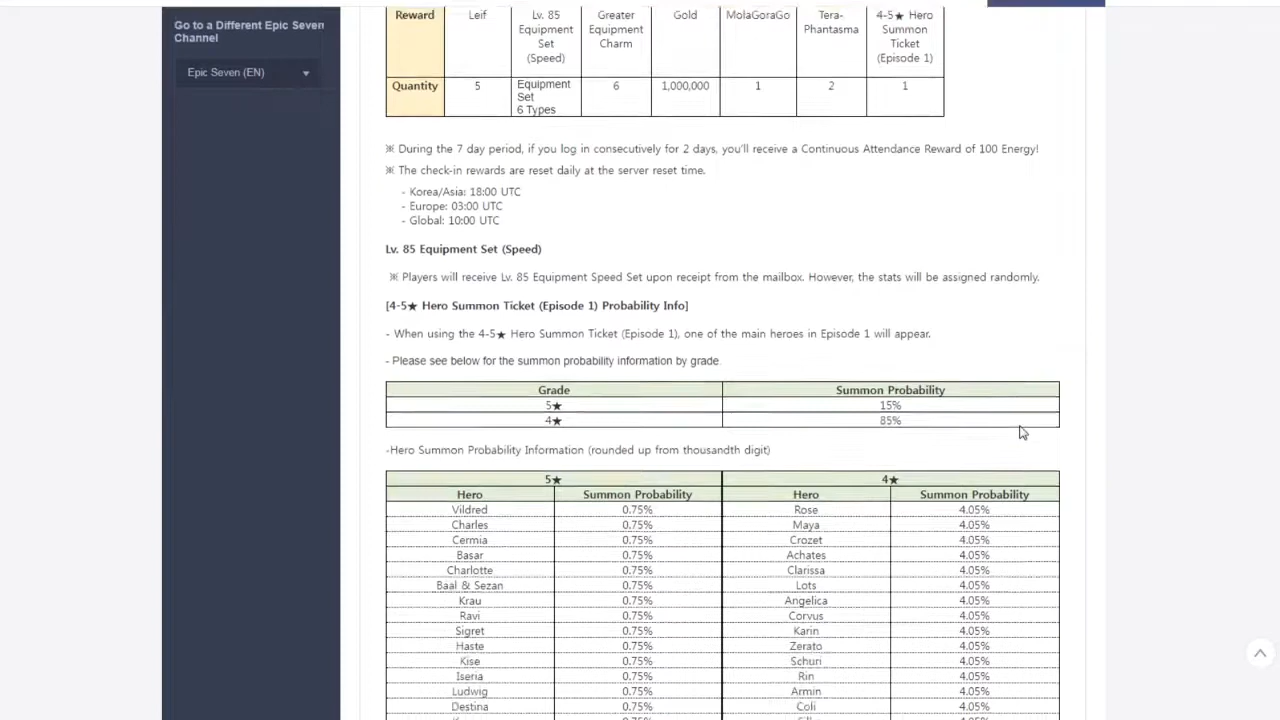 Go to a Different Epic Seven
Channel
Epic Seven (EN)
Reward Leif Lv. 85 Equipment Set (Speed) Greater Equipment Charm Gold MolaGoraGo Tera-Phantasma 4-5★ Hero Summon Ticket (Episode 1)
Quantity 5 Equipment Set 6 Types 6 1,000,000 1 2 1
※ During the 7 day period, if you log in consecutively for 2 days, you'll receive a Continuous Attendance Reward of 100 Energy!
※ The check-in rewards are reset daily at the server reset time.
- Korea/Asia: 18:00 UTC
- Europe: 03:00 UTC
- Global: 10:00 UTC
Lv. 85 Equipment Set (Speed)
※ Players will receive Lv. 85 Equipment Speed Set upon receipt from the mailbox. However, the stats will be assigned randomly.
[4-5★ Hero Summon Ticket (Episode 1) Probability Info]
- When using the 4-5★ Hero Summon Ticket (Episode 1), one of the main heroes in Episode 1 will appear.
- Please see below for the summon probability information by grade.
Grade Summon Probability
5★ 15%
4★ 85%
-Hero Summon Probability Information (rounded up from thousandth digit)
5★ 4★
Hero Summon Probability Hero Summon Probability
Vildred 0.75% Rose 4.05%
Charles 0.75% Maya 4.05%
Cermia 0.75% Crozet 4.05%
Basar 0.75% Achates 4.05%
Charlotte 0.75% Clarissa 4.05%
Baal & Sezan 0.75% Lots 4.05%
Krau 0.75% Angelica 4.05%
Ravi 0.75% Corvus 4.05%
Sigret 0.75% Karin 4.05%
Haste 0.75% Zerato 4.05%
Kise 0.75% Schuri 4.05%
Iseria 0.75% Rin 4.05%
Ludwig 0.75% Armin 4.05%
Destina 0.75% Coli 4.05%